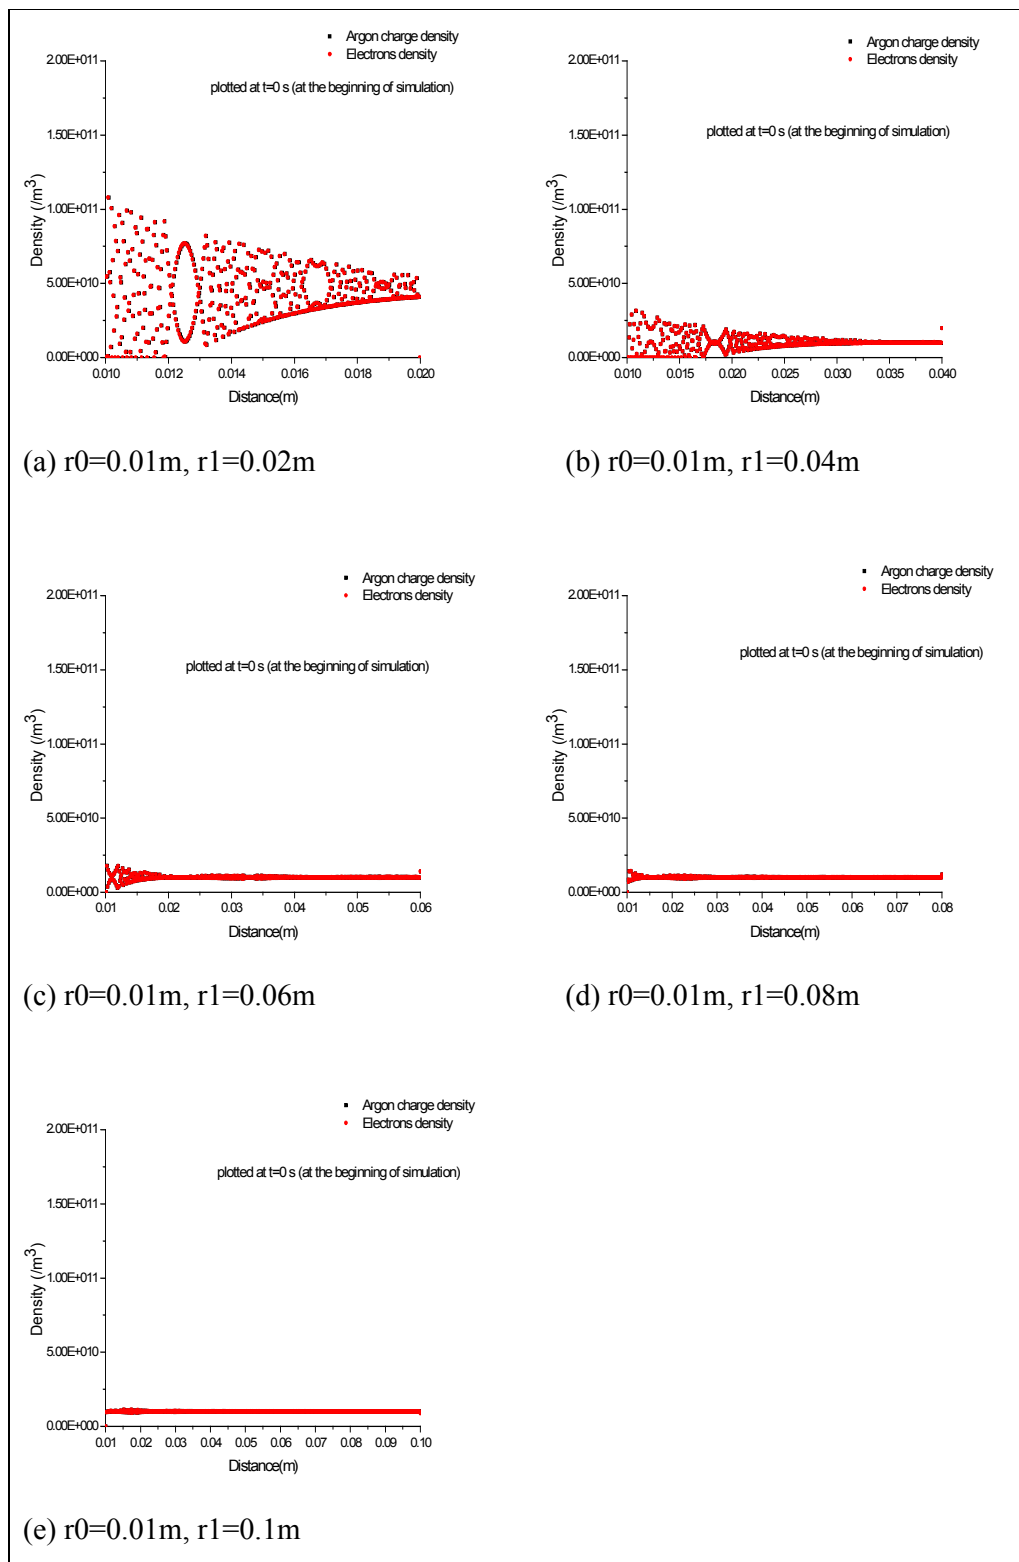 Argon charge density
Electrons density
2.00E+011
1.50E+011
1.00E+011
5.00E+010
0.00E+000
Density (/m³)
plotted at t=0 s (at the beginning of simulation)
0.010 0.012 0.014 0.016 0.018 0.020
Distance(m)
(a) r0=0.01m, r1=0.02m
Argon charge density
Electrons density
2.00E+011
1.50E+011
1.00E+011
5.00E+010
0.00E+000
Density (/m³)
plotted at t=0 s (at the beginning of simulation)
0.010 0.015 0.020 0.025 0.030 0.035 0.040
Distance(m)
(b) r0=0.01m, r1=0.04m
Argon charge density
Electrons density
2.00E+011
1.50E+011
1.00E+011
5.00E+010
0.00E+000
Density (/m³)
plotted at t=0 s (at the beginning of simulation)
0.01 0.02 0.03 0.04 0.05 0.06
Distance(m)
(c) r0=0.01m, r1=0.06m
Argon charge density
Electrons density
2.00E+011
1.50E+011
1.00E+011
5.00E+010
0.00E+000
Density (/m³)
plotted at t=0 s (at the beginning of simulation)
0.01 0.02 0.03 0.04 0.05 0.06 0.07 0.08
Distance(m)
(d) r0=0.01m, r1=0.08m
Argon charge density
Electrons density
2.00E+011
1.50E+011
1.00E+011
5.00E+010
0.00E+000
Density (/m³)
plotted at t=0 s (at the beginning of simulation)
0.01 0.02 0.03 0.04 0.05 0.06 0.07 0.08 0.09 0.10
Distance(m)
(e) r0=0.01m, r1=0.1m